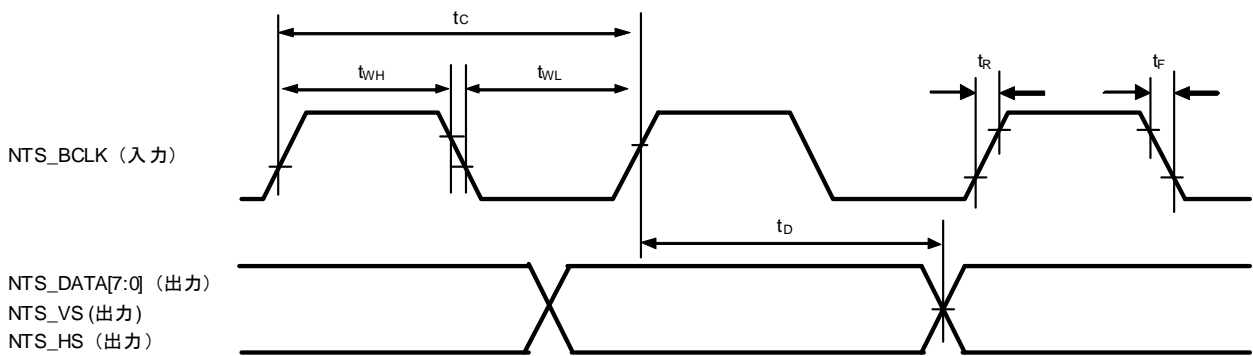 tC
tWH
tWL
tR
tF
NTS_BCLK（入力）
tD
NTS_DATA[7:0]（出力）
NTS_VS (出力)
NTS_HS（出力）